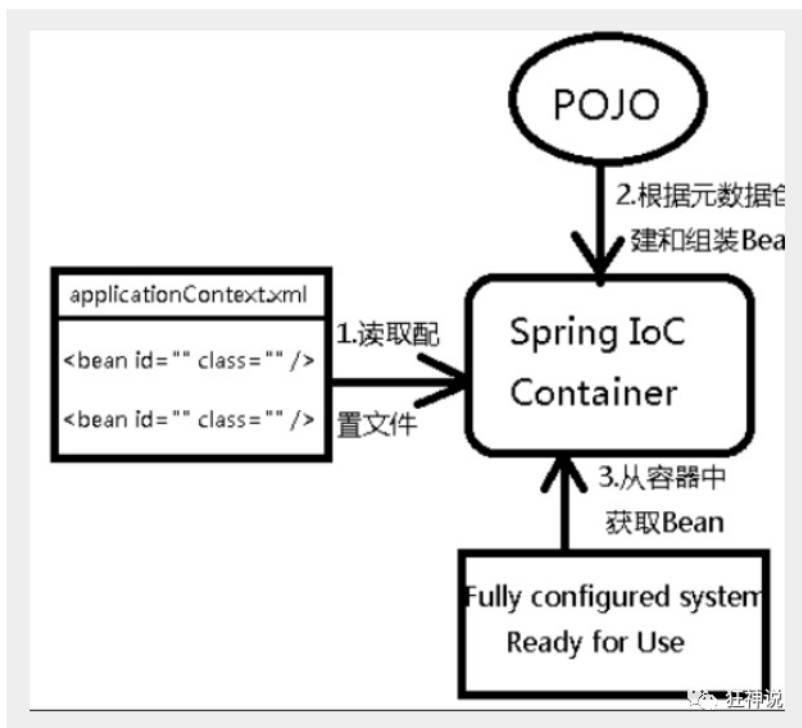 POJO
2.根据元数据
建和组装Bea
applicationContext.xml
<bean id="" class="" />
<bean id="" class="" />
1.读取配
置文件
Spring IoC
Container
3.从容器中
获取Bean
Fully configured system
Ready for Use
狂神说